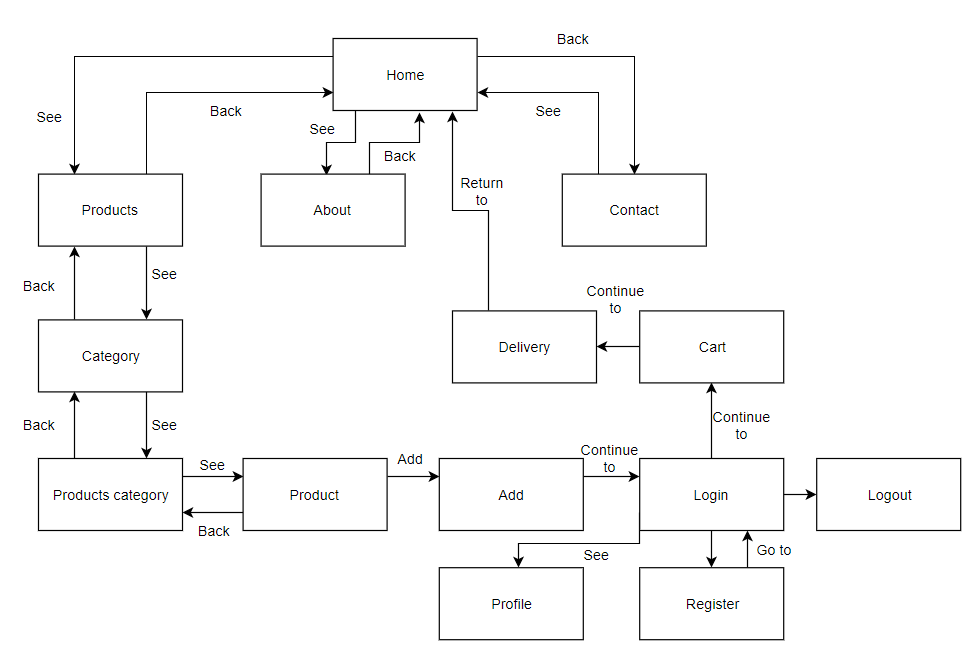 Back
Home
See
Back
See
See
Back
Return
to
Products
About
Contact
Back
See
Continue
to
Category
Delivery
Cart
Back
See
Continue
to
See
Add
Continue
to
Products category
Product
Add
Login
Logout
Back
See
Go to
Profile
Register